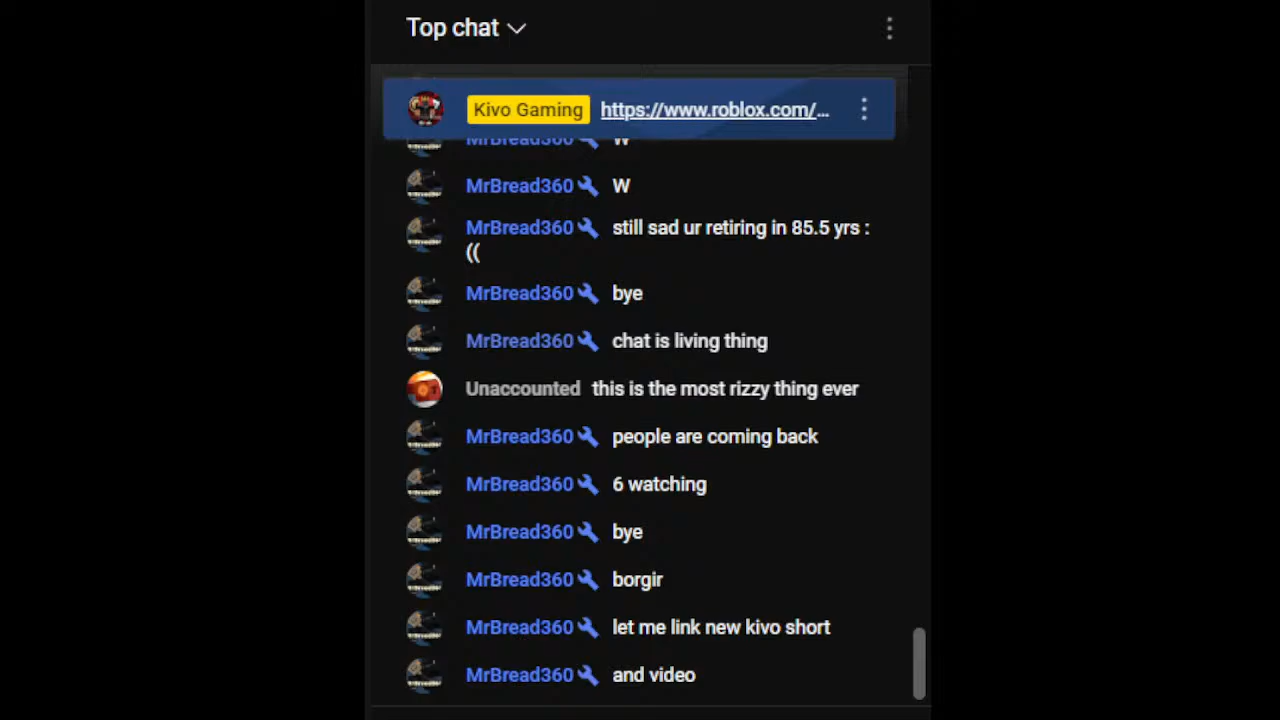 Top chat
Kivo Gaming https://www.roblox.com/...
MrBread360 W
MrBread360 W
MrBread360 still sad ur retiring in 85.5 yrs :
((
MrBread360 bye
MrBread360 chat is living thing
Unaccounted this is the most rizzy thing ever
MrBread360 people are coming back
MrBread360 6 watching
MrBread360 bye
MrBread360 borgir
MrBread360 let me link new kivo short
MrBread360 and video